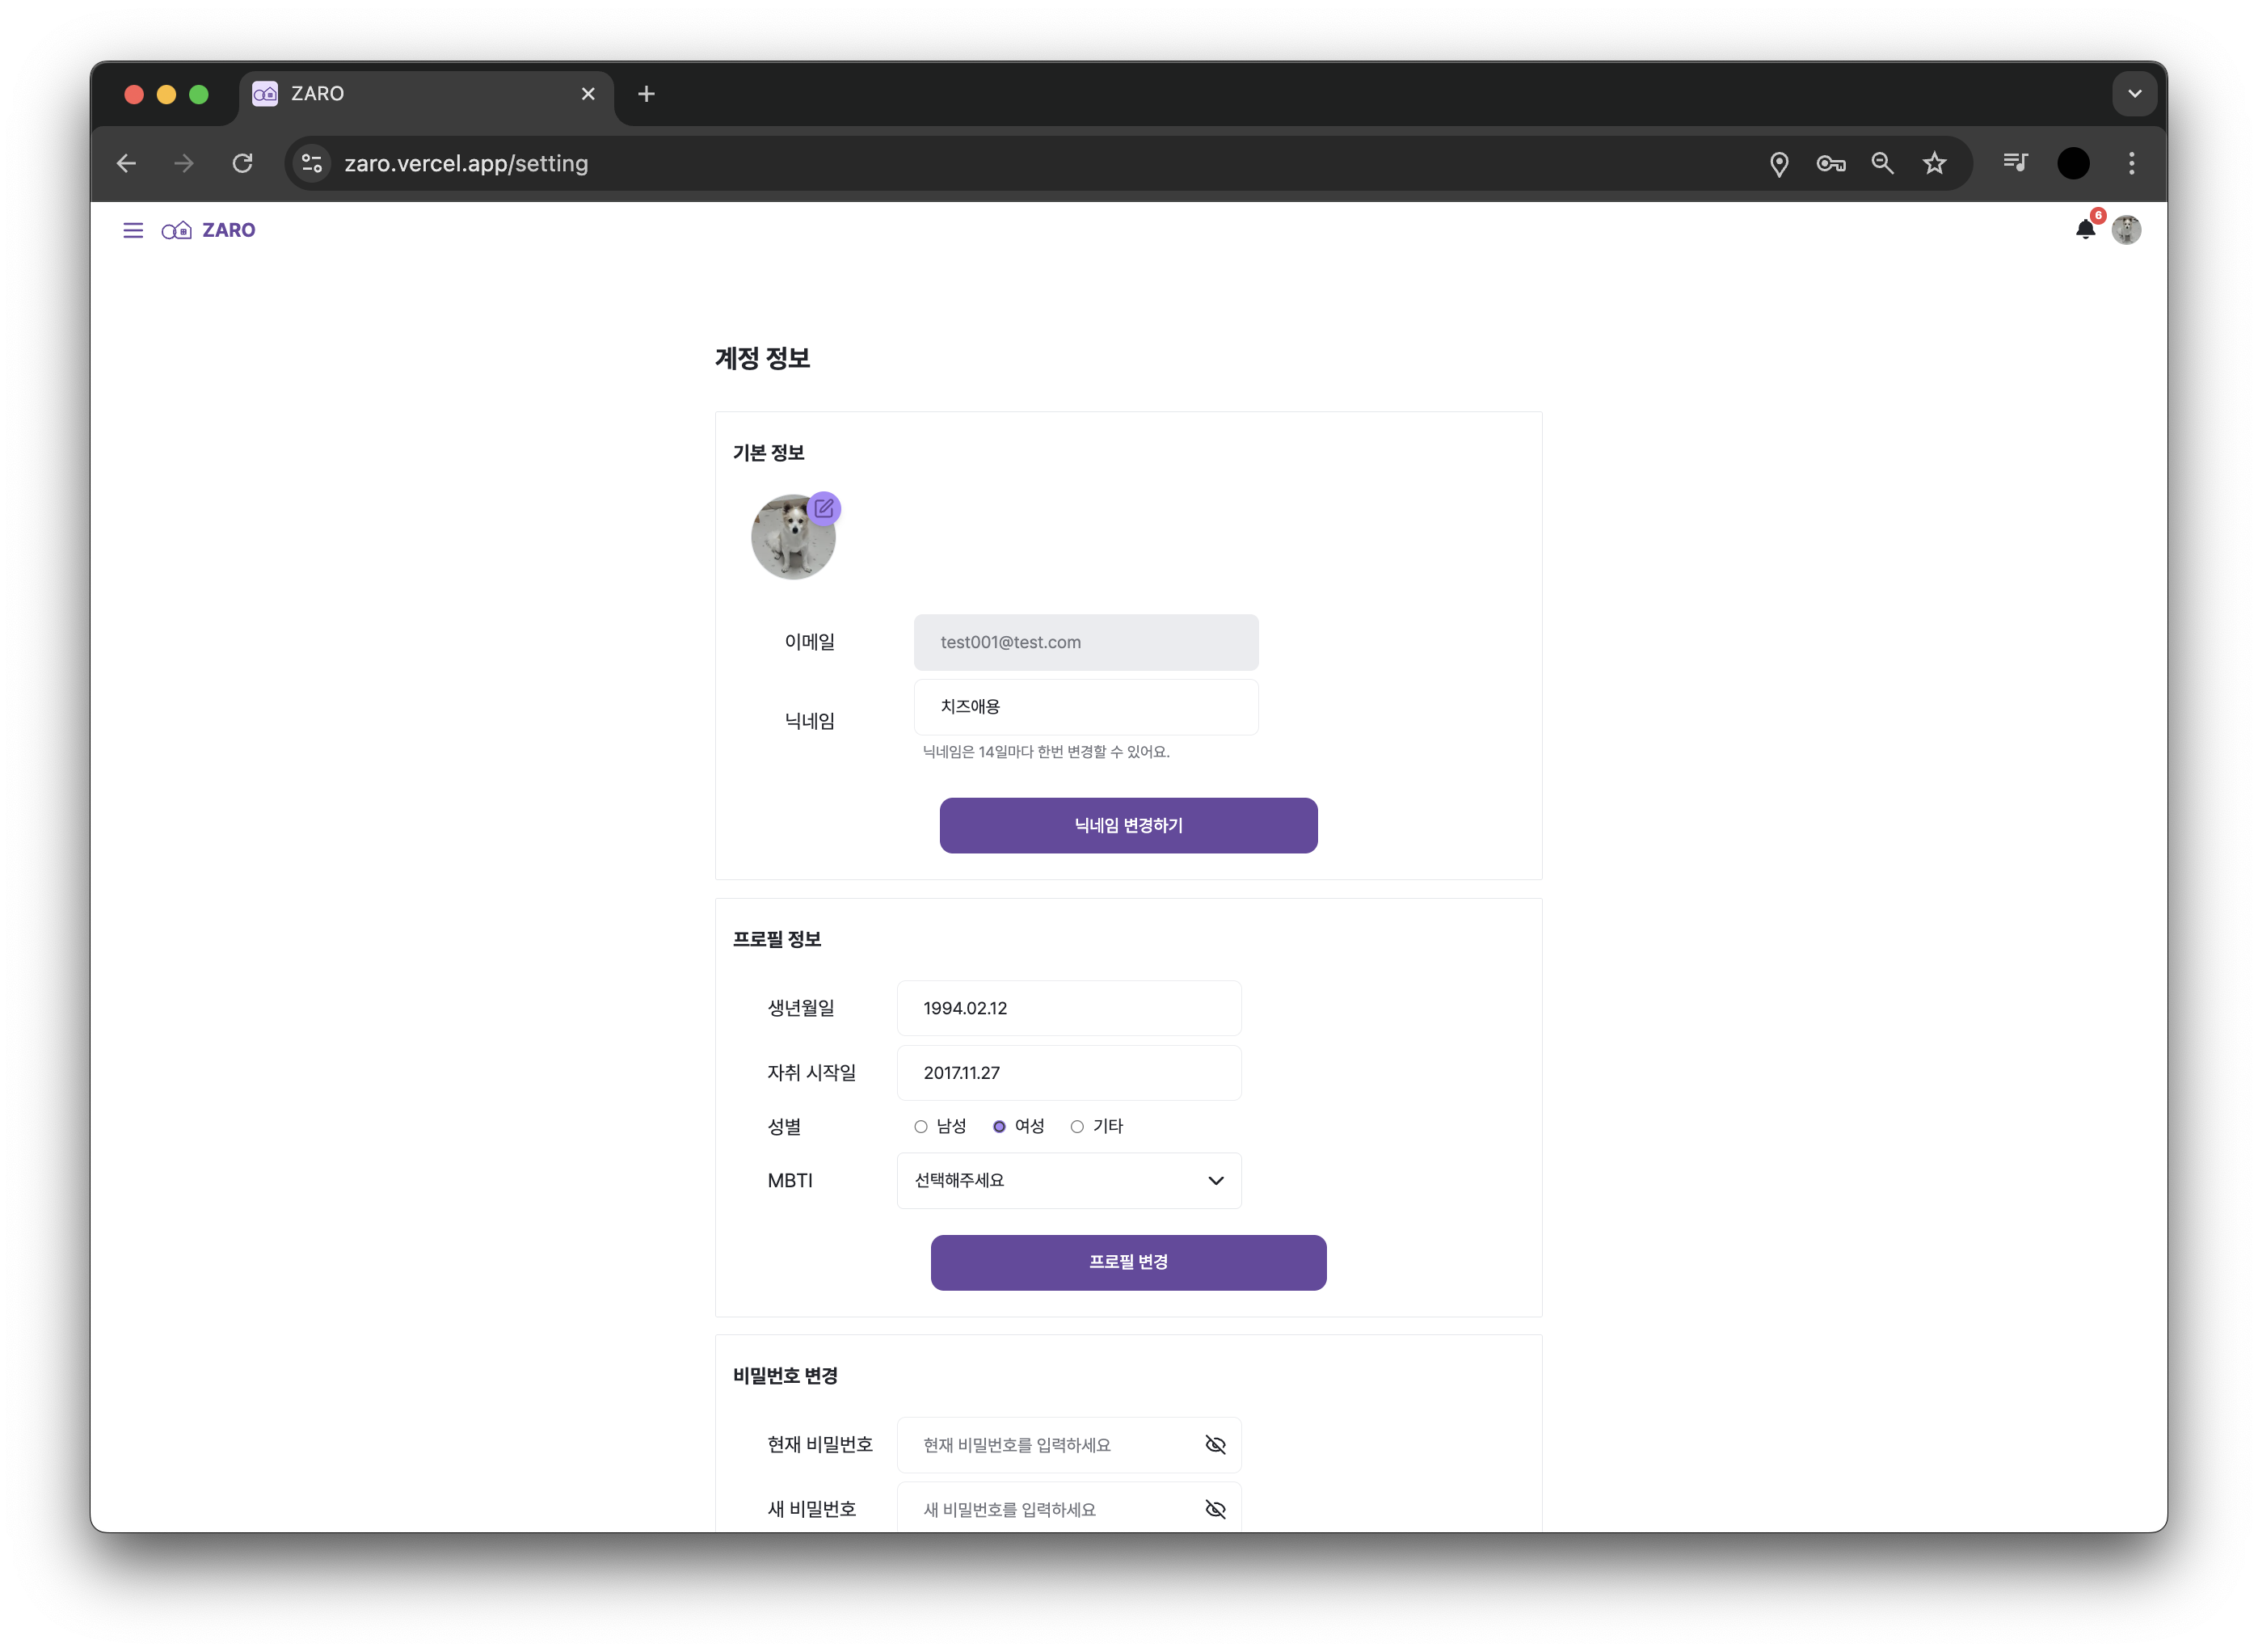 ZARO
zaro.vercel.app/setting
ZARO
6
계정 정보
기본 정보
이메일
test001@test.com
닉네임
치즈애용
닉네임은 14일마다 한번 변경할 수 있어요.
닉네임 변경하기
프로필 정보
생년월일
1994.02.12
자취 시작일
2017.11.27
성별
남성 여성 기타
MBTI
선택해주세요
프로필 변경
비밀번호 변경
현재 비밀번호
현재 비밀번호를 입력하세요
새 비밀번호
새 비밀번호를 입력하세요